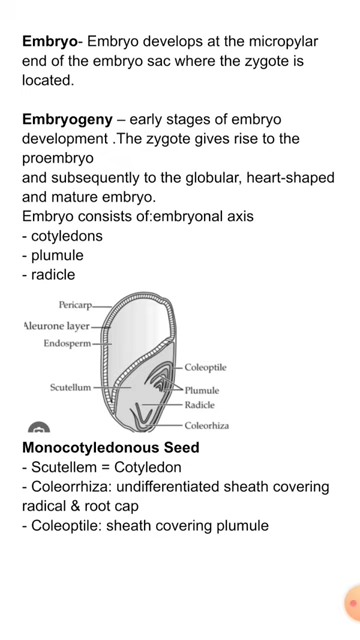 Embryo- Embryo develops at the micropylar
end of the embryo sac where the zygote is
located.
Embryogeny – early stages of embryo
development .The zygote gives rise to the
proembryo
and subsequently to the globular, heart-shaped
and mature embryo.
Embryo consists of:embryonal axis
- cotyledons
- plumule
- radicle
Pericarp
Aleurone layer
Endosperm
Scutellum
Coleoptile
Plumule
Radicle
Coleorhiza
Monocotyledonous Seed
- Scutellem = Cotyledon
- Coleorrhiza: undifferentiated sheath covering
radical & root cap
- Coleoptile: sheath covering plumule